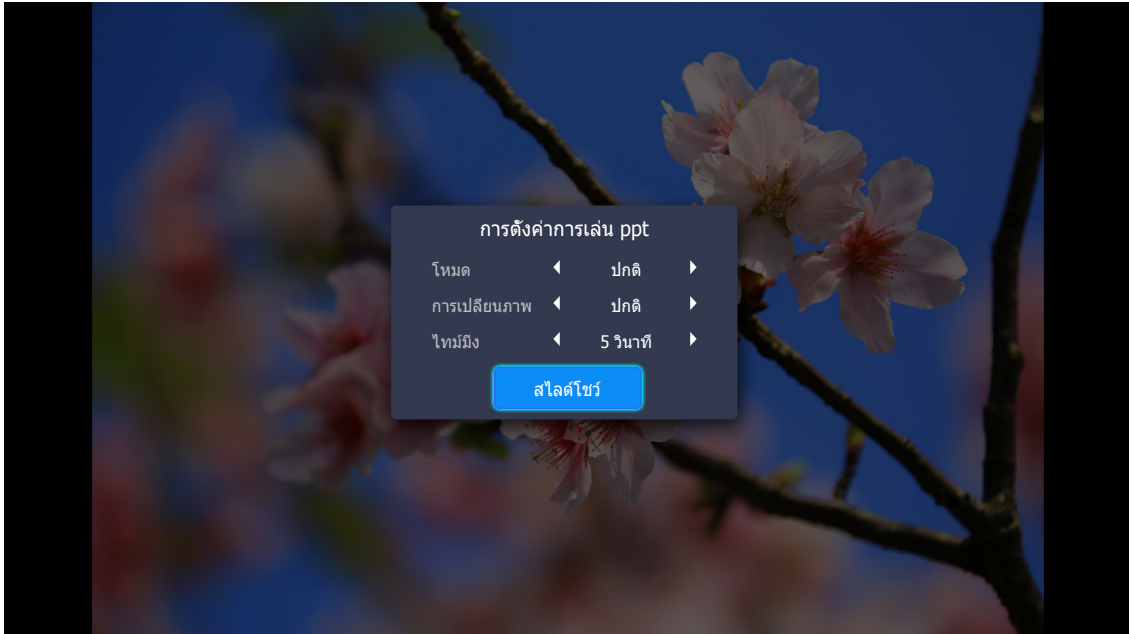 การตั้งค่าการเล่น ppt
โหมด ปกติ
การเปลี่ยนภาพ ปกติ
ไทม์มิ่ง 5 วินาที
สไลด์โชว์